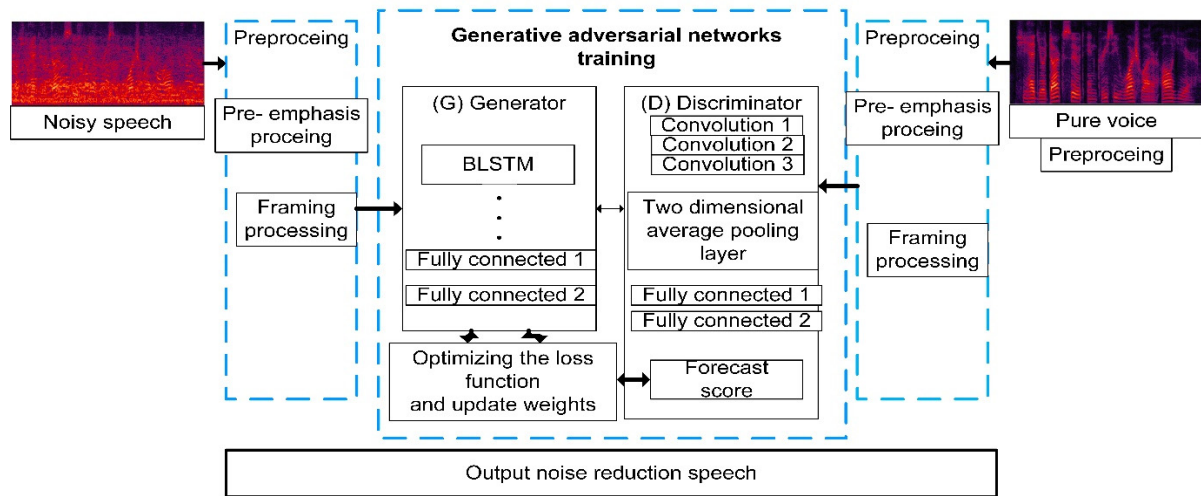 Noisy speech
Preproceing
Pre- emphasis
proceing
Framing
processing
Generative adversarial networks
training
(G) Generator
BLSTM
Fully connected 1
Fully connected 2
Optimizing the loss
function
and update weights
(D) Discriminator
Convolution 1
Convolution 2
Convolution 3
Two dimensional
average pooling
layer
Fully connected 1
Fully connected 2
Forecast
score
Preproceing
Pre- emphasis
proceing
Framing
processing
Pure voice
Preproceing
Output noise reduction speech